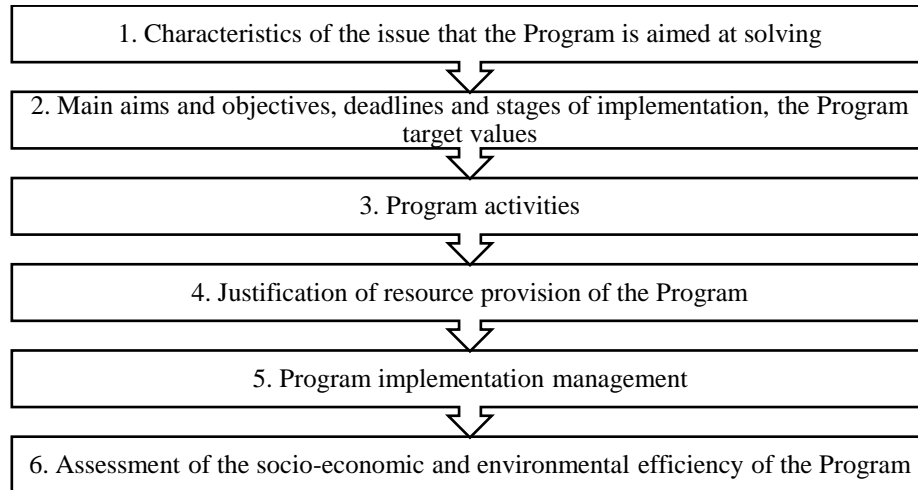 1. Characteristics of the issue that the Program is aimed at solving
2. Main aims and objectives, deadlines and stages of implementation, the Program
target values
3. Program activities
4. Justification of resource provision of the Program
5. Program implementation management
6. Assessment of the socio-economic and environmental efficiency of the Program